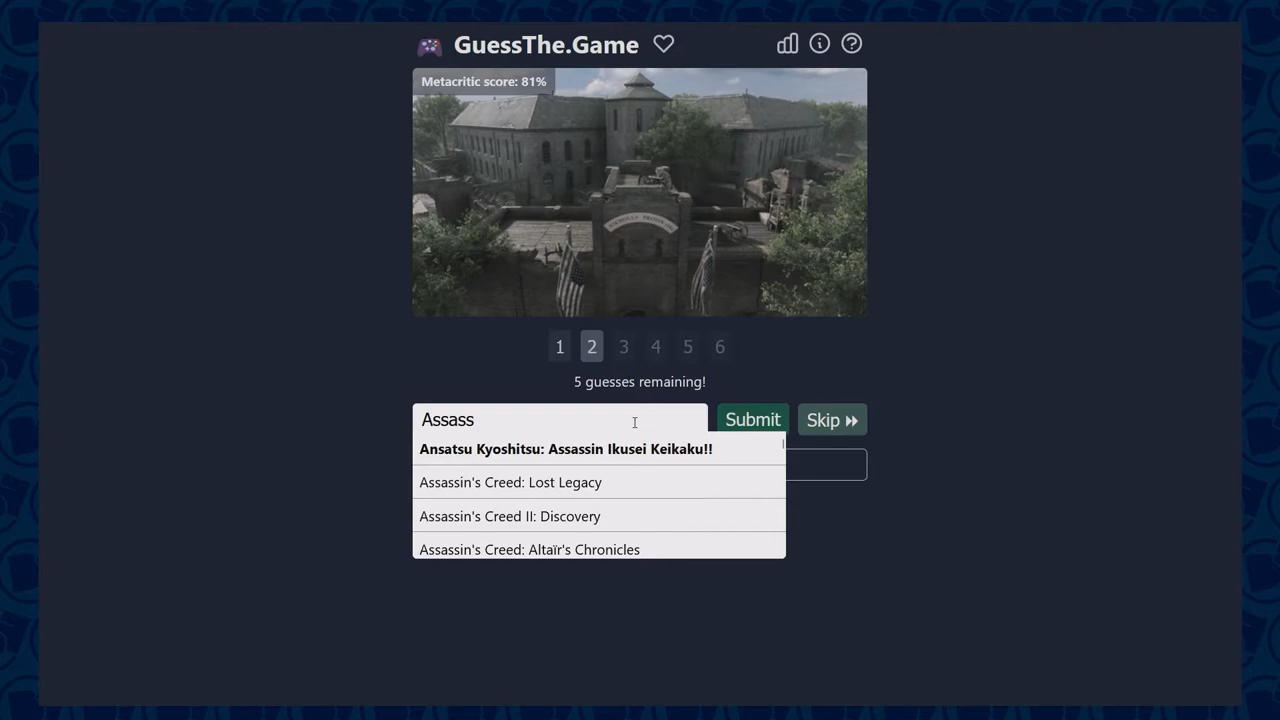 GuessThe.Game
Metacritic score: 81%
1 2 3 4 5 6
5 guesses remaining!
Assass
Submit
Skip
Ansatsu Kyoshitsu: Assassin Ikusei Keikaku!!
Assassin's Creed: Lost Legacy
Assassin's Creed II: Discovery
Assassin's Creed: Altaïr's Chronicles